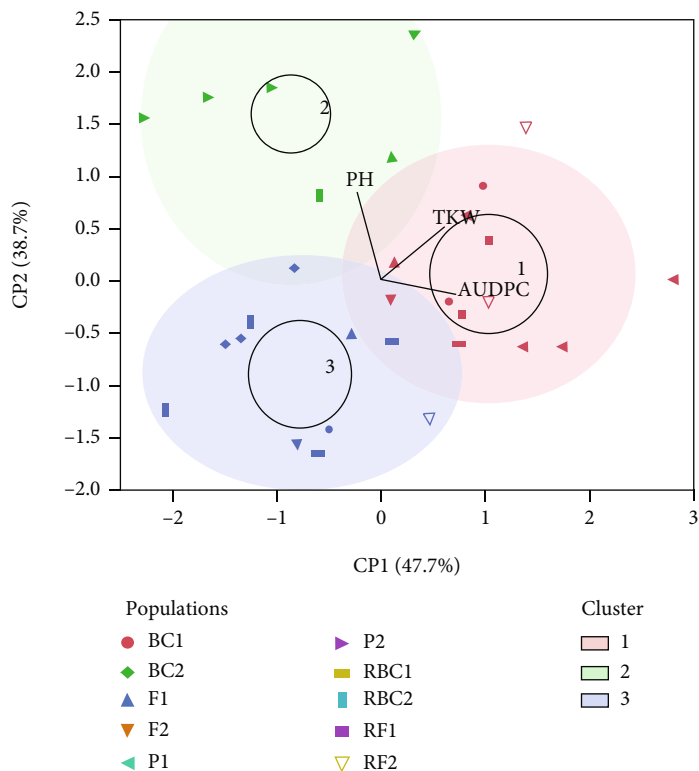 2.5
2.0
1.5
1.0
0.5
0.0
–0.5
–1.0
–1.5
–2.0
CP2 (38.7%)
2
PH
TKW
1
AUDPC
3
–2
–1
0
1
2
3
CP1 (47.7%)
Populations
BC1
BC2
F1
F2
P1
P2
RBC1
RBC2
RF1
RF2
Cluster
1
2
3